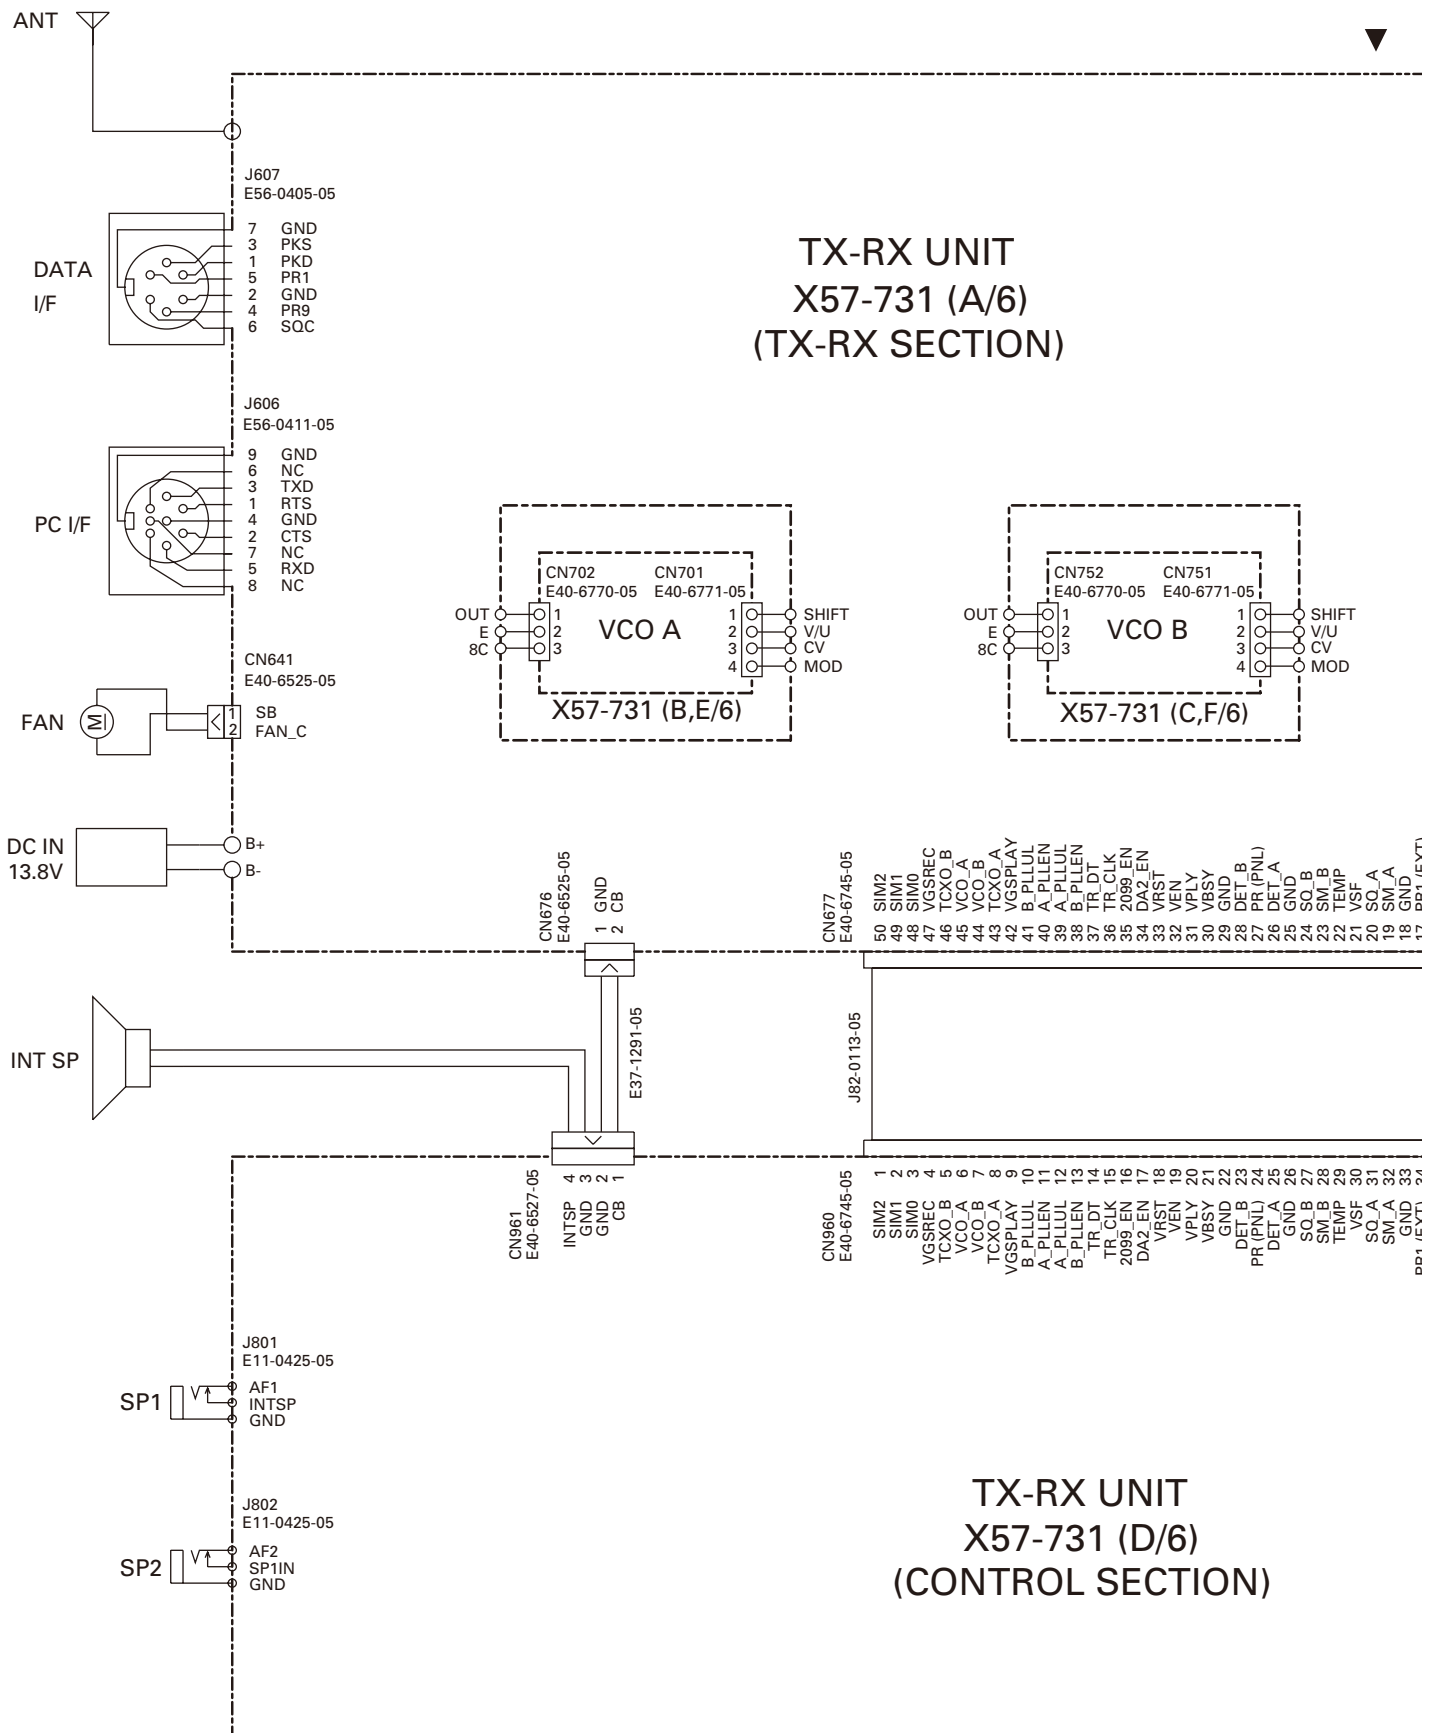 ANT
J607
E56-0405-05
DATA
I/F
7 GND
3 PKS
1 PKD
5 PR1
2 GND
4 PR9
6 SQC
TX-RX UNIT
X57-731 (A/6)
(TX-RX SECTION)
J606
E56-0411-05
PC I/F
9 GND
6 NC
3 TXD
1 RTS
4 GND
2 CTS
7 NC
5 RXD
8 NC
CN702
E40-6770-05
CN701
E40-6771-05
OUT 1
E 2
8C 3
VCO A
1 SHIFT
2 V/U
3 CV
4 MOD
X57-731 (B,E/6)
CN752
E40-6770-05
CN751
E40-6771-05
OUT 1
E 2
8C 3
VCO B
1 SHIFT
2 V/U
3 CV
4 MOD
X57-731 (C,F/6)
CN641
E40-6525-05
FAN
M
1 SB
2 FAN_C
DC IN
13.8V
B+
B-
CN676
E40-6525-05
1 GND
2 CB
CN677
E40-6745-05
50 SIM2
49 SIM1
48 SIM0
47 VGSREC
46 TCXO_B
45 VCO_A
44 VCO_B
43 TCXO_A
42 VGSPLAY
41 B_PLLUL
40 A_PLLEN
39 A_PLLUL
38 B_PLLEN
37 TR_DT
36 TR_CLK
35 2099_EN
34 DA2_EN
33 VRST
32 VEN
31 VPLY
30 VBSY
29 GND
28 DET_B
27 PR (PNL)
26 DET_A
25 GND
24 SQ_B
23 SM_B
22 TEMP
21 VSF
20 SQ_A
19 SM_A
18 GND
17 PR1 (EXT)
INT SP
E37-1291-05
J82-0113-05
CN961
E40-6527-05
4 INTSP
3 GND
2 GND
1 CB
CN960
E40-6745-05
1 SIM2
2 SIM1
3 SIM0
4 VGSREC
5 TCXO_B
6 VCO_A
7 VCO_B
8 TCXO_A
9 VGSPLAY
10 B_PLLUL
11 A_PLLEN
12 A_PLLUL
13 B_PLLEN
14 TR_DT
15 TR_CLK
16 2099_EN
17 DA2_EN
18 VRST
19 VEN
20 VPLY
21 VBSY
22 GND
23 DET_B
24 PR (PNL)
25 DET_A
26 GND
27 SQ_B
28 SM_B
29 TEMP
30 VSF
31 SQ_A
32 SM_A
33 GND
34 PR1 (EXT)
J801
E11-0425-05
SP1
AF1
INTSP
GND
J802
E11-0425-05
SP2
AF2
SP1IN
GND
TX-RX UNIT
X57-731 (D/6)
(CONTROL SECTION)